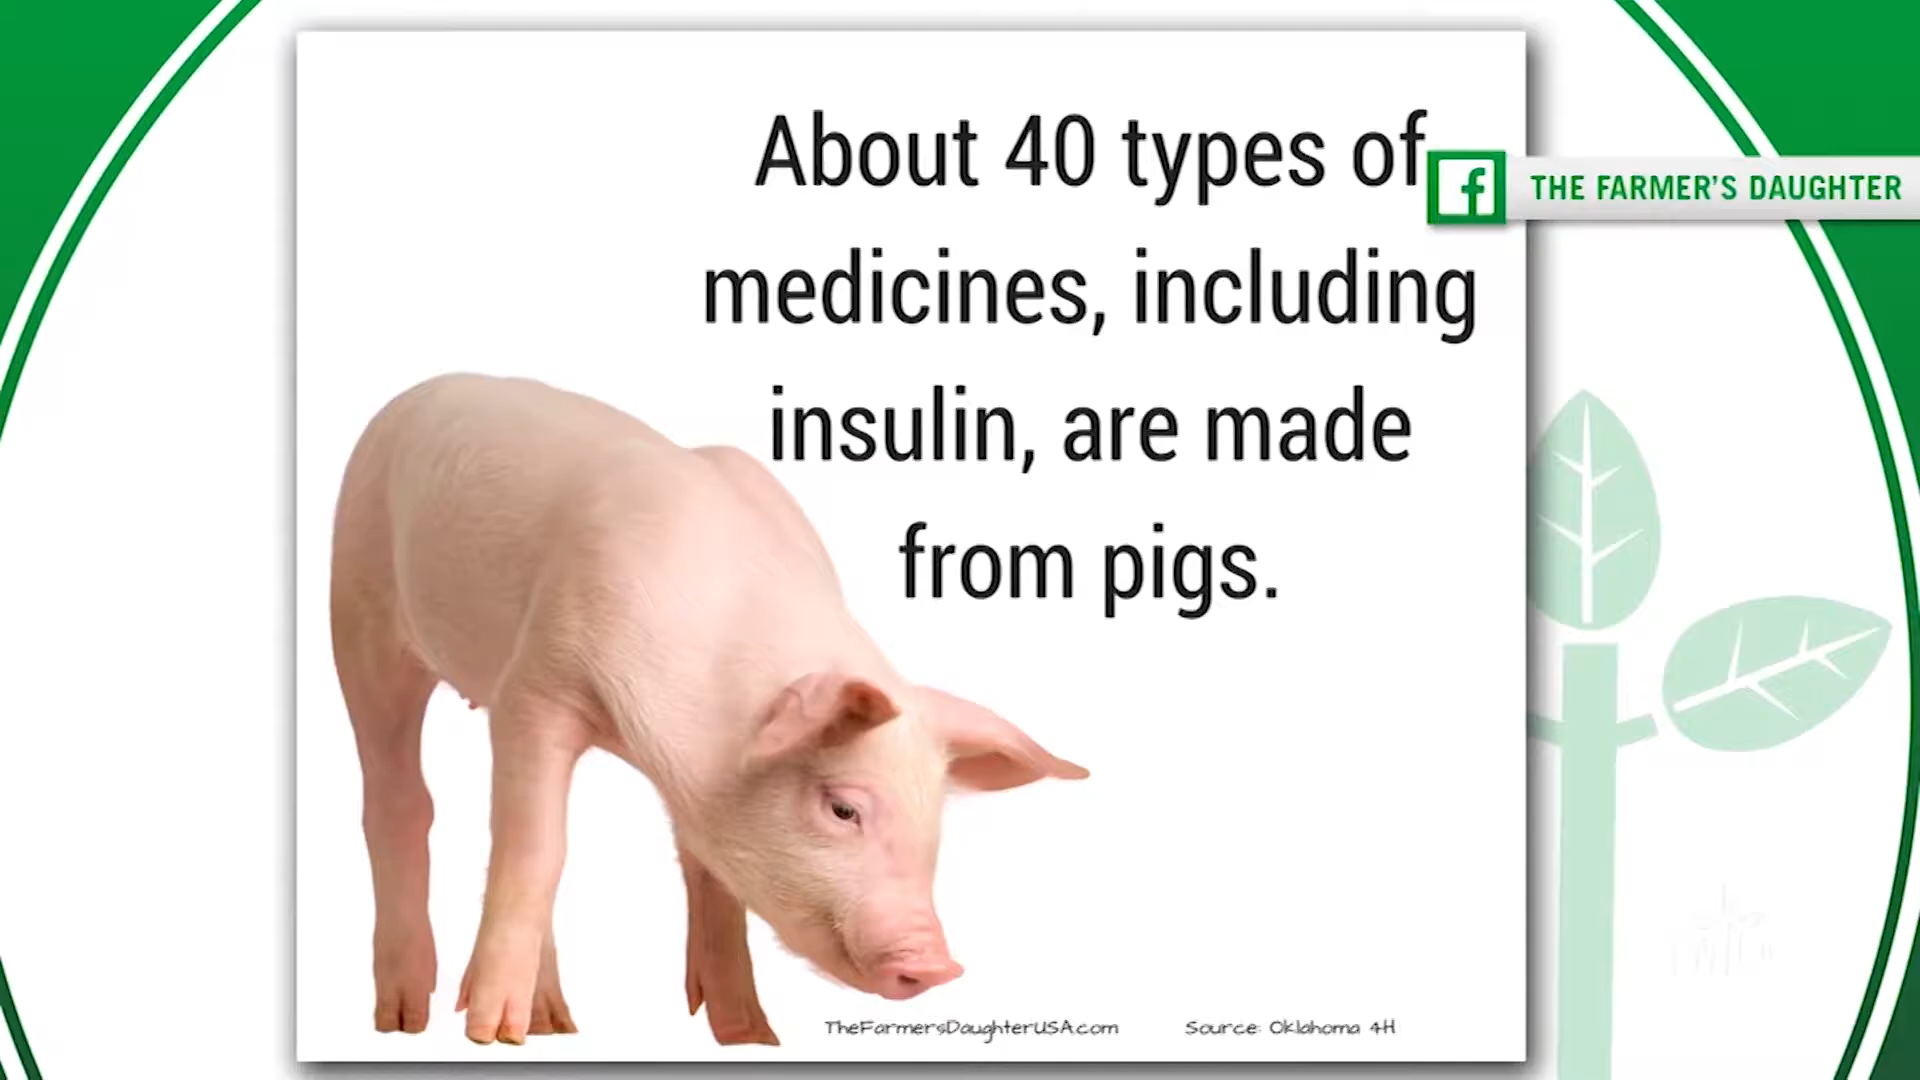 About 40 types of
medicines, including
insulin, are made
from pigs.
THE FARMER'S DAUGHTER
TheFarmersDaughterUSA.com
Source: Oklahoma 4H